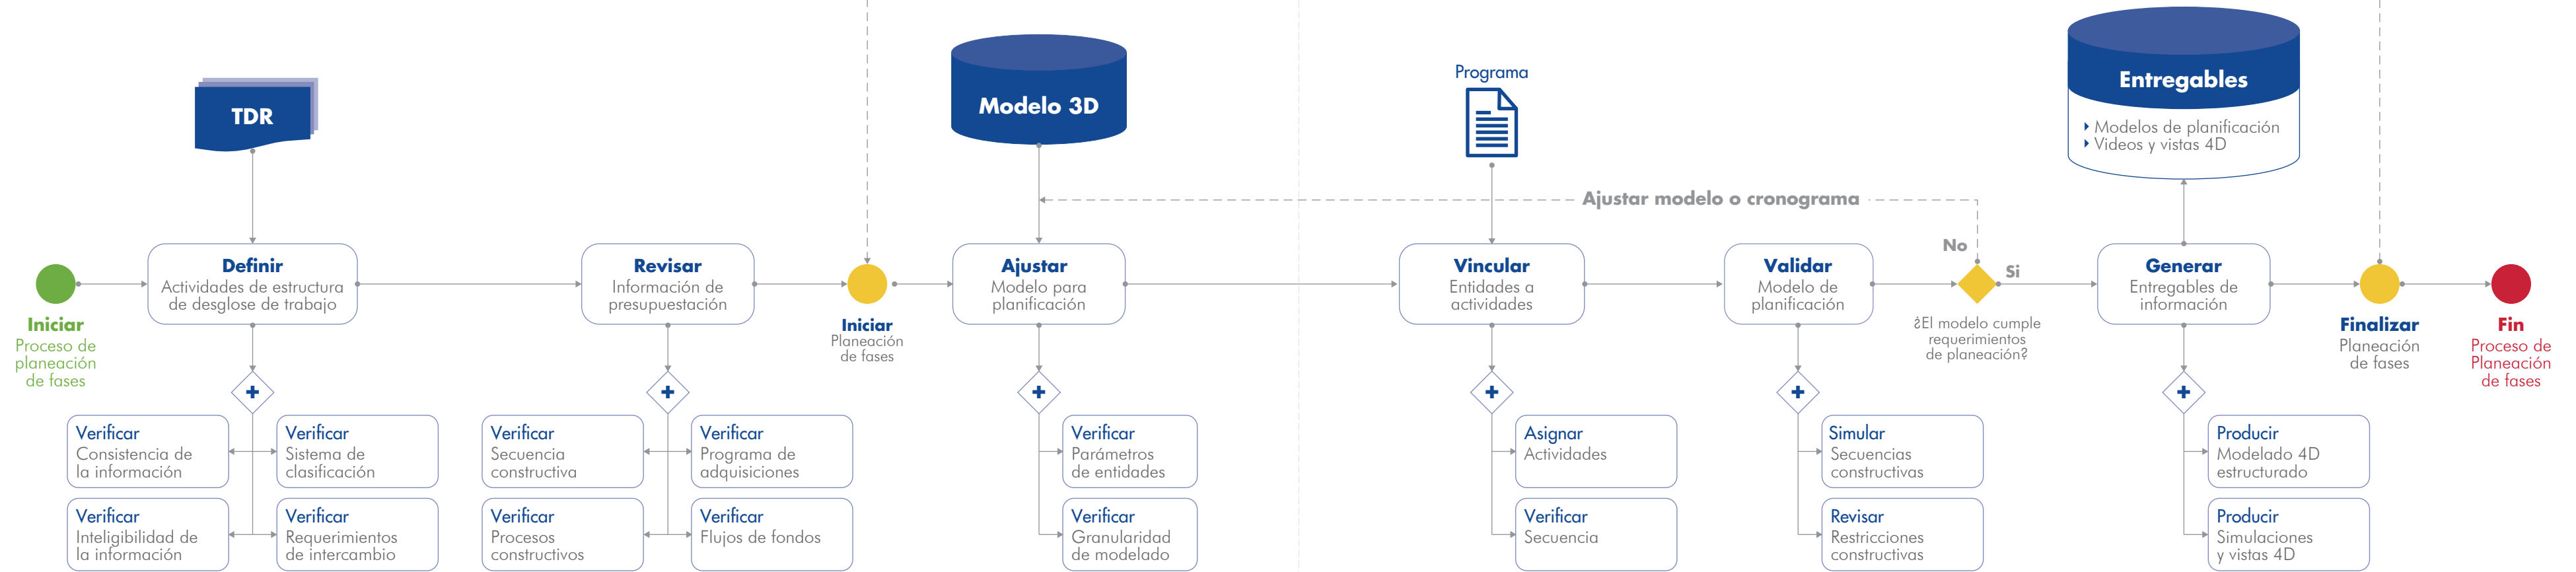 TDR
Modelo 3D
Programa
Entregables
Modelos de planificación
Videos y vistas 4D
Ajustar modelo o cronograma
Iniciar
Proceso de
planeación
de fases
Definir
Actividades de estructura
de desglose de trabajo
Revisar
Información de
presupuestación
Iniciar
Planeación
de fases
Ajustar
Modelo para
planificación
Vincular
Entidades a
actividades
Validar
Modelo de
planificación
No
Si
¿El modelo cumple
requerimientos
de planeación?
Generar
Entregables de
información
Finalizar
Planeación
de fases
Fin
Proceso de
Planeación
de fases
Verificar
Consistencia de
la información
Verificar
Sistema de
clasificación
Verificar
Inteligibilidad de
la información
Verificar
Requerimientos
de intercambio
Verificar
Secuencia
constructiva
Verificar
Programa de
adquisiciones
Verificar
Procesos
constructivos
Verificar
Flujos de fondos
Verificar
Parámetros
de entidades
Verificar
Granularidad
de modelado
Asignar
Actividades
Verificar
Secuencia
Simular
Secuencias
constructivas
Revisar
Restricciones
constructivas
Producir
Modelado 4D
estructurado
Producir
Simulaciones
y vistas 4D